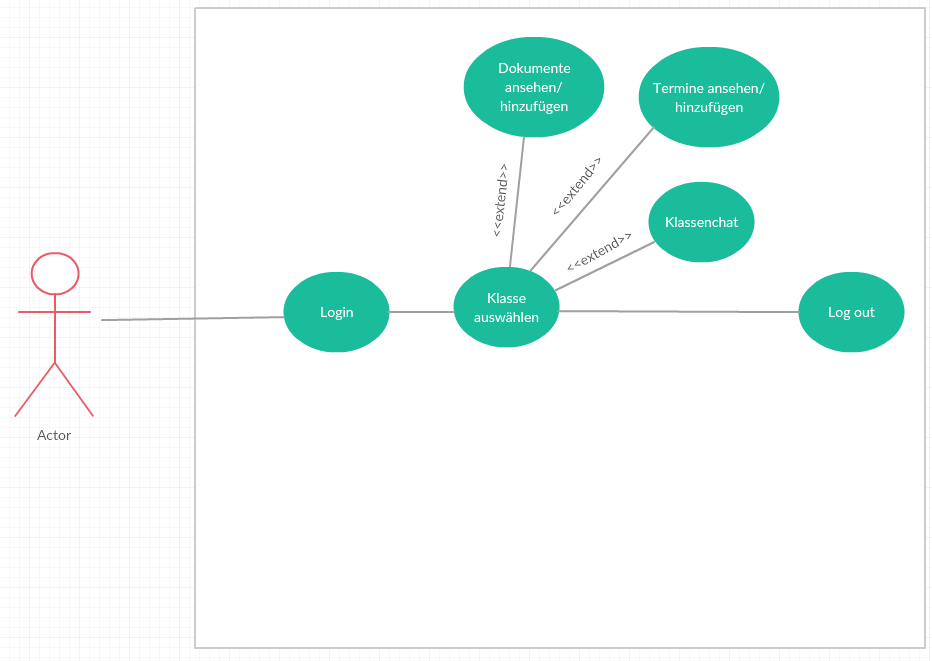 Dokumente
ansehen/
hinzufügen
Termine ansehen/
hinzufügen
<<extend>>
<<extend>>
Klassenchat
<<extend>>
Login
Klasse
auswählen
Log out
Actor